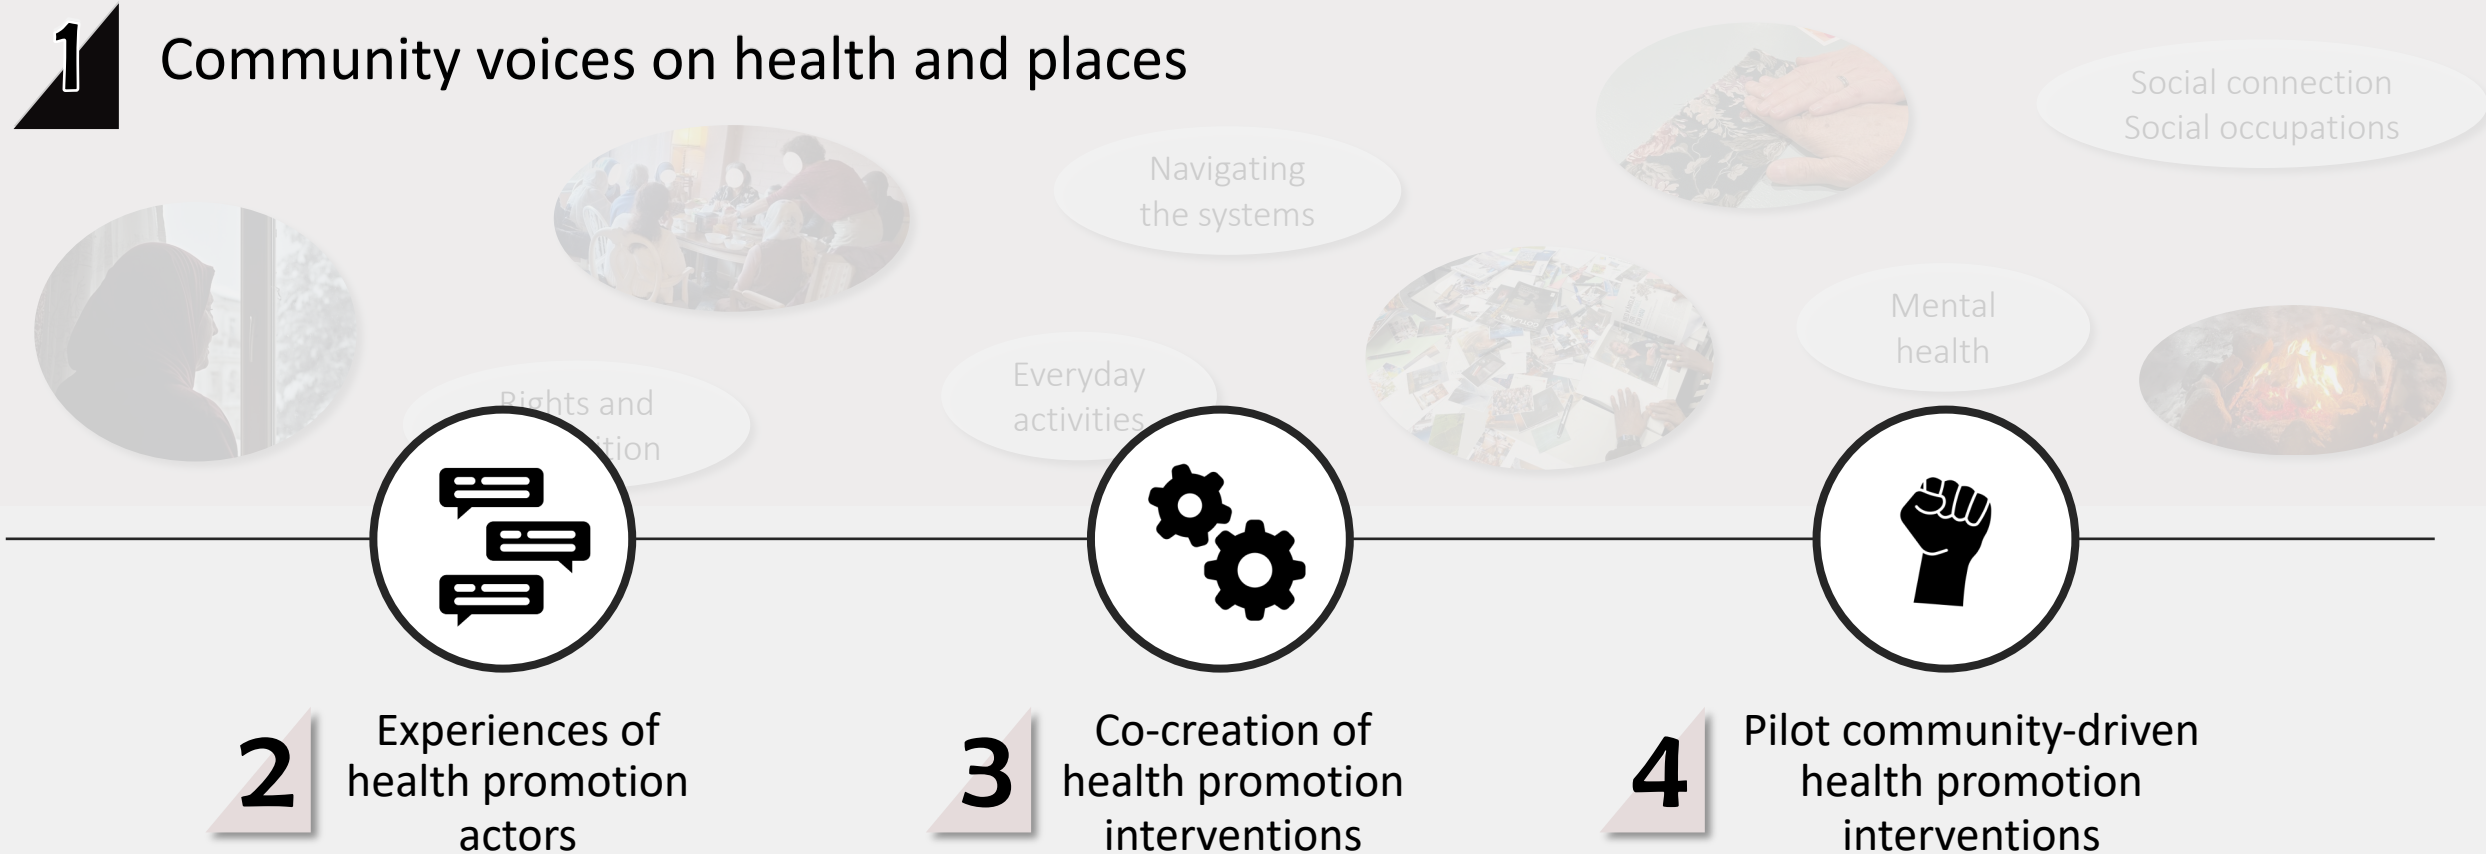 1
Community voices on health and places
Social connection
Social occupations
Navigating
the systems
Mental
health
Everyday
activities
Rights and
2
Experiences of
health promotion
actors
3
Co-creation of
health promotion
interventions
4
Pilot community-driven
health promotion
interventions